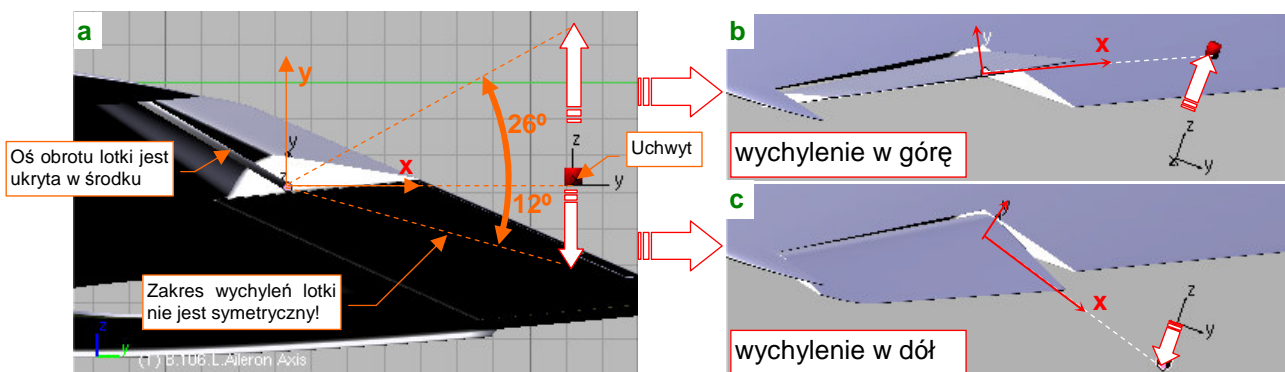 a
y
26º
Oś obrotu lotki jest
ukryta w środku
y
z
x
z
y
Uchwyt
12º
Zakres wychyleń lotki
nie jest symetryczny!
z
y
(1) B.106.L.Aileron Axis
b
y
x
z
y
wychylenie w górę
c
y
x
z
y
wychylenie w dół